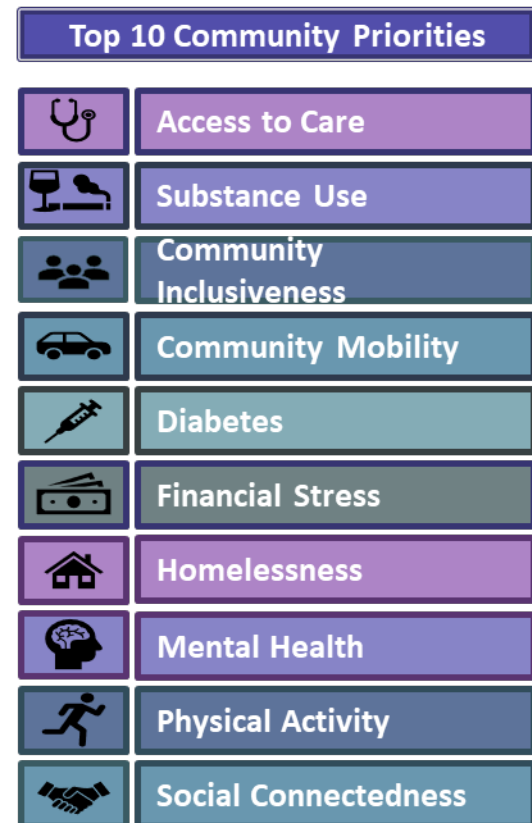 Top 10 Community Priorities
Access to Care
Substance Use
Community
Inclusiveness
Community Mobility
Diabetes
Financial Stress
Homelessness
Mental Health
Physical Activity
Social Connectedness